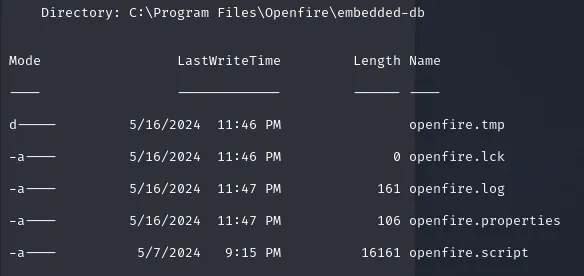 Directory: C:\Program Files\Openfire\embedded-db
Mode LastWriteTime Length Name
---- ------------- ------ ----
d----- 5/16/2024 11:46 PM openfire.tmp
-a---- 5/16/2024 11:46 PM 0 openfire.lck
-a---- 5/16/2024 11:47 PM 161 openfire.log
-a---- 5/16/2024 11:47 PM 106 openfire.properties
-a---- 5/7/2024 9:15 PM 16161 openfire.script